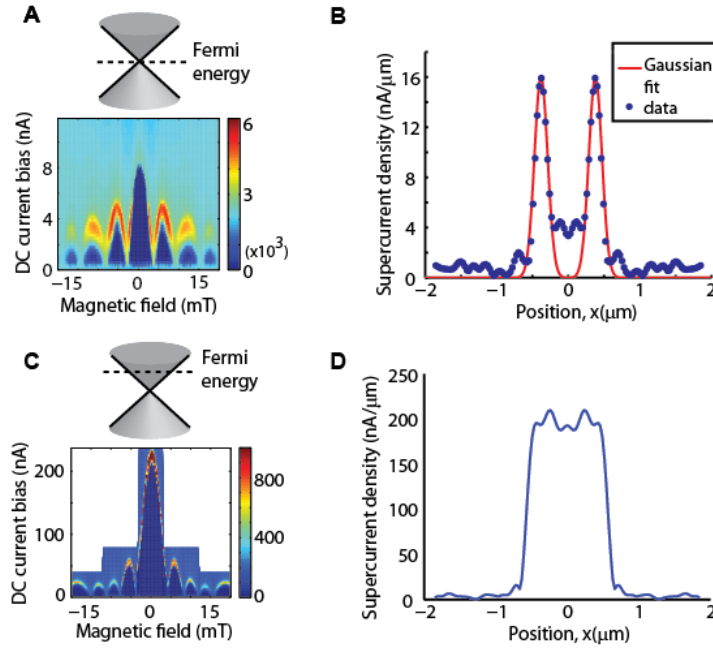 A
Fermi
energy
DC current bias (nA)
8
4
0
6
3
(x10³)
0
−15
0
15
Magnetic field (mT)
B
Supercurrent density (nA/μm)
16
12
8
4
0
Gaussian
fit
data
−2
−1
0
1
2
Position, x(μm)
C
Fermi
energy
DC current bias (nA)
200
100
0
800
400
0
−15
0
15
Magnetic field (mT)
D
Supercurrent density (nA/μm)
250
200
150
100
50
0
−2
−1
0
1
2
Position, x(μm)